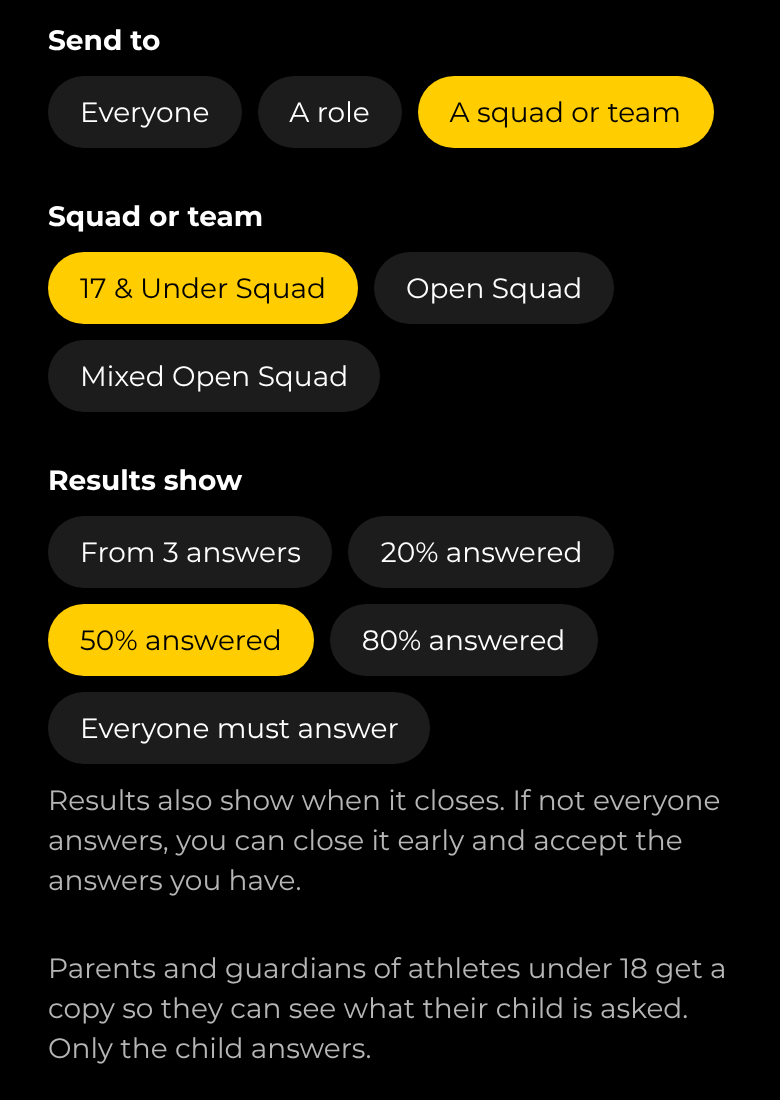 Send to
Everyone A role A squad or team
Squad or team
17 & Under Squad Open Squad
Mixed Open Squad
Results show
From 3 answers 20% answered
50% answered 80% answered
Everyone must answer
Results also show when it closes. If not everyone
answers, you can close it early and accept the
answers you have.
Parents and guardians of athletes under 18 get a
copy so they can see what their child is asked.
Only the child answers.